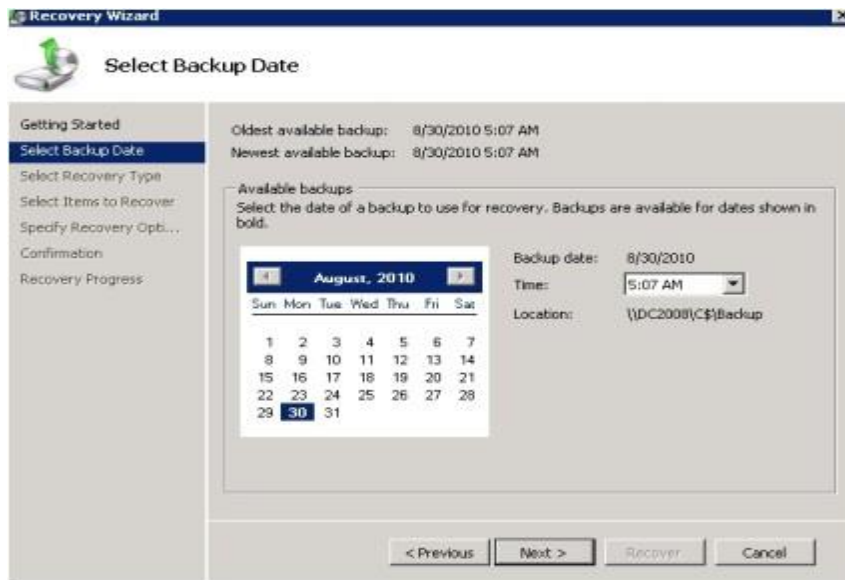 Recovery Wizard
Select Backup Date
Getting Started
Select Backup Date
Select Recovery Type
Select Items to Recover
Specify Recovery Opti...
Confirmation
Recovery Progress
Oldest available backup: 8/30/2010 5:07 AM
Newest available backup: 8/30/2010 5:07 AM
Available backups
Select the date of a backup to use for recovery. Backups are available for dates shown in
bold.
August, 2010
Sun Mon Tue Wed Thu Fri Sat
1 2 3 4 5 6 7
8 9 10 11 12 13 14
15 16 17 18 19 20 21
22 23 24 25 26 27 28
29 30 31
Backup date: 8/30/2010
Time: 5:07 AM
Location: \\DC2008\C$\Backup
< Previous Next > Recover Cancel